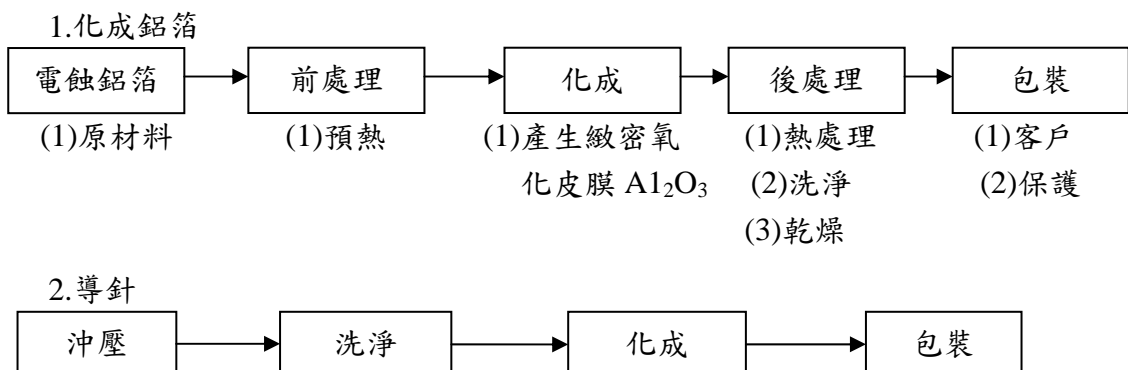 1.化成鋁箔
電蝕鋁箔 前處理 化成 後處理 包裝
(1)原材料 (1)預熱 (1)產生緻密氧 (1)熱處理 (1)客戶
化皮膜 A1₂O₃ (2)洗淨 (2)保護
(3)乾燥
2.導針
沖壓 洗淨 化成 包裝